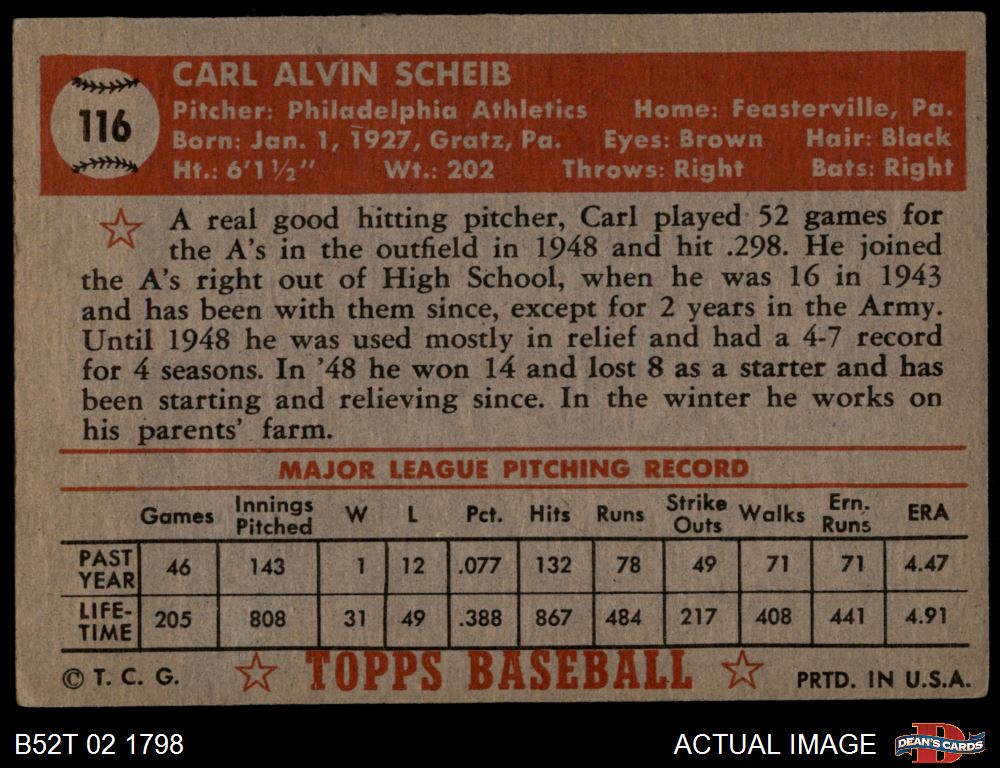 116
CARL ALVIN SCHEIB
Pitcher: Philadelphia Athletics Home: Feasterville, Pa.
Born: Jan. 1, 1927, Gratz, Pa. Eyes: Brown Hair: Black
Ht.: 6'1½" Wt.: 202 Throws: Right Bats: Right
A real good hitting pitcher, Carl played 52 games for
the A's in the outfield in 1948 and hit .298. He joined
the A's right out of High School, when he was 16 in 1943
and has been with them since, except for 2 years in the Army.
Until 1948 he was used mostly in relief and had a 4-7 record
for 4 seasons. In '48 he won 14 and lost 8 as a starter and has
been starting and relieving since. In the winter he works on
his parents' farm.
MAJOR LEAGUE PITCHING RECORD
Games Innings Pitched W L Pct. Hits Runs Strike Outs Walks Ern. Runs ERA
PAST YEAR 46 143 1 12 .077 132 78 49 71 71 4.47
LIFE-TIME 205 808 31 49 .388 867 484 217 408 441 4.91
© T. C. G. TOPPS BASEBALL PRTD. IN U.S.A.
B52T 02 1798 ACTUAL IMAGE DEAN'S CARDS